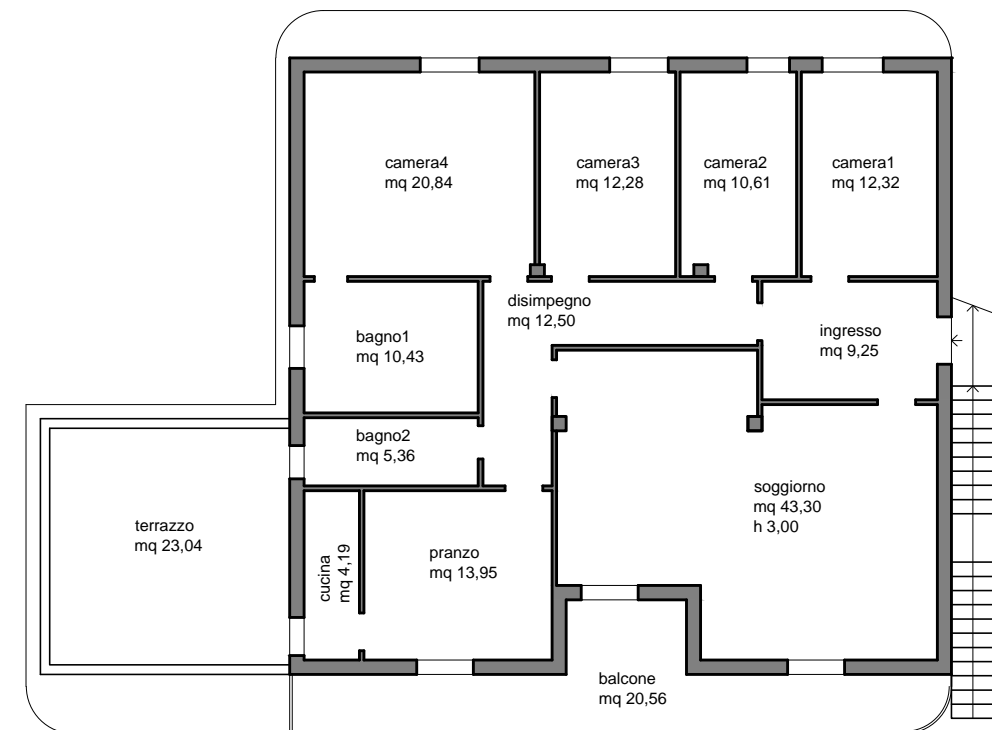 camera4
mq 20,84
camera3
mq 12,28
camera2
mq 10,61
camera1
mq 12,32
disimpegno
mq 12,50
bagno1
mq 10,43
ingresso
mq 9,25
bagno2
mq 5,36
soggiorno
mq 43,30
h 3,00
terrazzo
mq 23,04
cucina
mq 4,19
pranzo
mq 13,95
balcone
mq 20,56